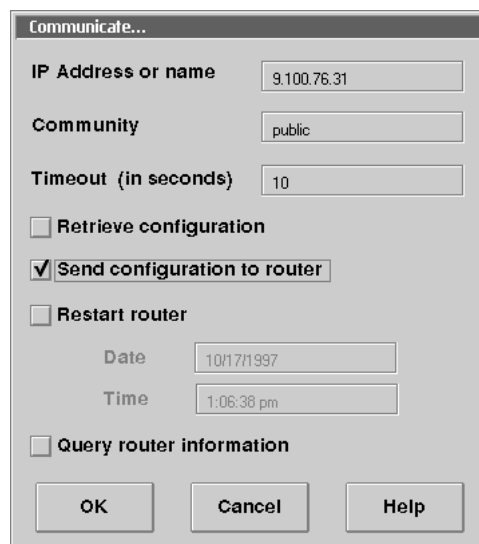 Communicate...
IP Address or name 9.100.76.31
Community public
Timeout (in seconds) 10
Retrieve configuration
Send configuration to router
Restart router
Date 10/17/1997
Time 1:06:38 pm
Query router information
OK Cancel Help